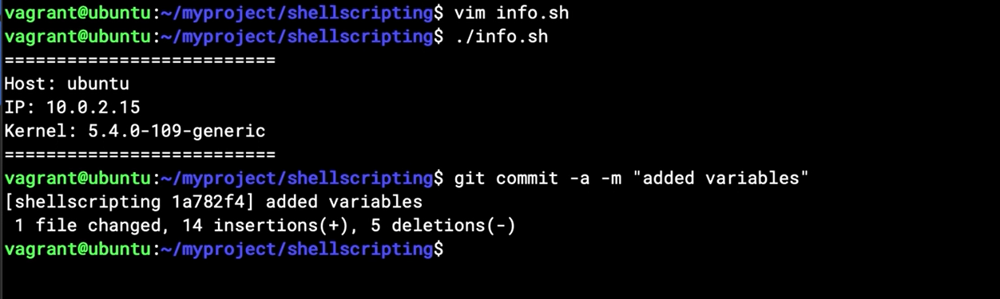 vagrant@ubuntu:~/myproject/shellscripting$ vim info.sh
vagrant@ubuntu:~/myproject/shellscripting$ ./info.sh
==========================
Host: ubuntu
IP: 10.0.2.15
Kernel: 5.4.0-109-generic
==========================
vagrant@ubuntu:~/myproject/shellscripting$ git commit -a -m "added variables"
[shellscripting 1a782f4] added variables
 1 file changed, 14 insertions(+), 5 deletions(-)
vagrant@ubuntu:~/myproject/shellscripting$